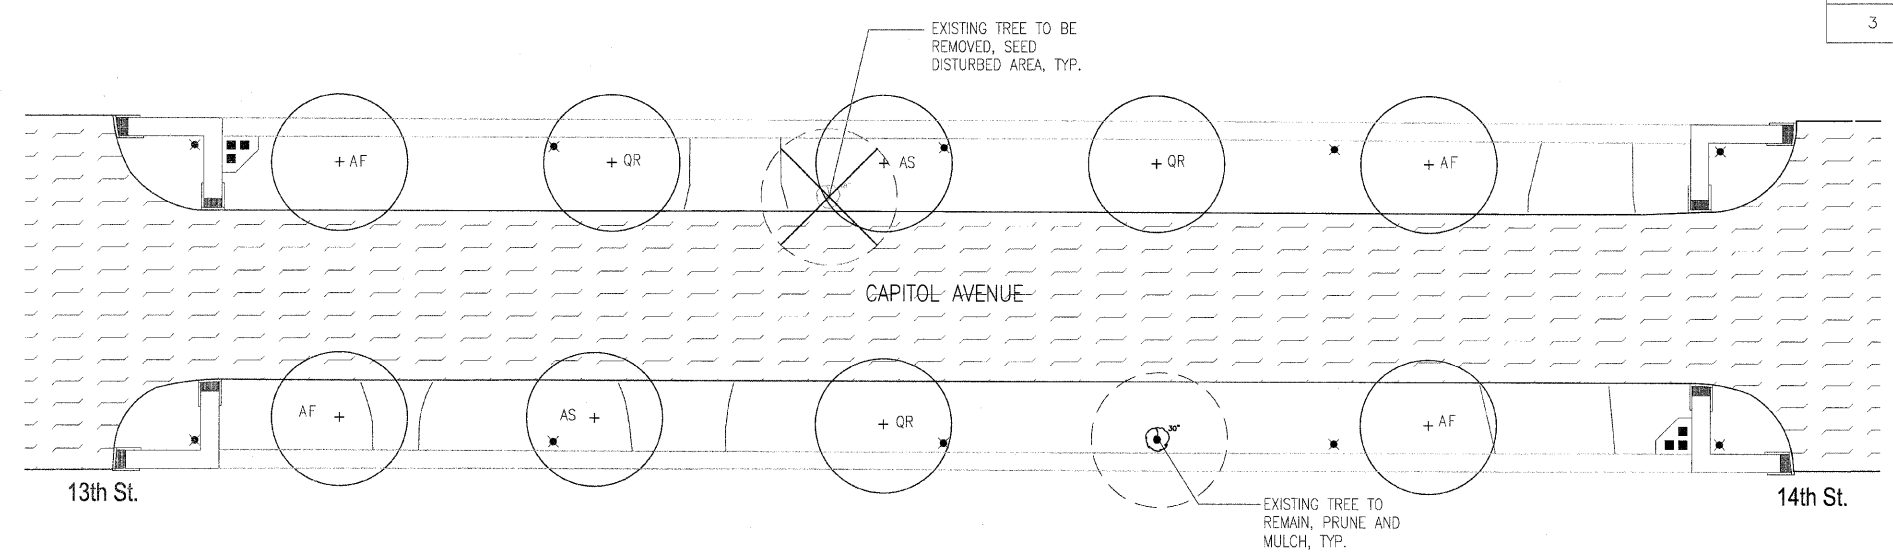 3
EXISTING TREE TO BE
REMOVED, SEED
DISTURBED AREA, TYP.
AF
QR
AS
QR
AF
CAPITOL AVENUE
AF
AS
QR
30"
AF
13th St.
14th St.
EXISTING TREE TO
REMAIN, PRUNE AND
MULCH, TYP.